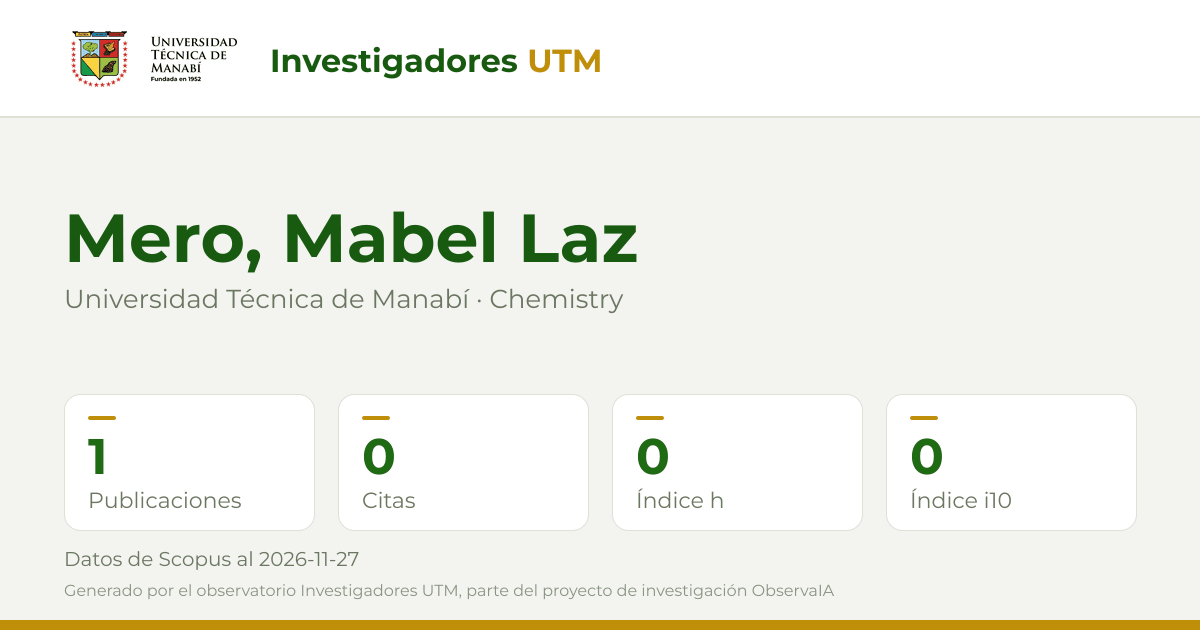 UNIVERSIDAD
TÉCNICA DE
MANABÍ
Fundada en 1952
Investigadores UTM
Mero, Mabel Laz
Universidad Técnica de Manabí · Chemistry
1
Publicaciones
0
Citas
0
Índice h
0
Índice i10
Datos de Scopus al 2026-11-27
Generado por el observatorio Investigadores UTM, parte del proyecto de investigación ObservaIA